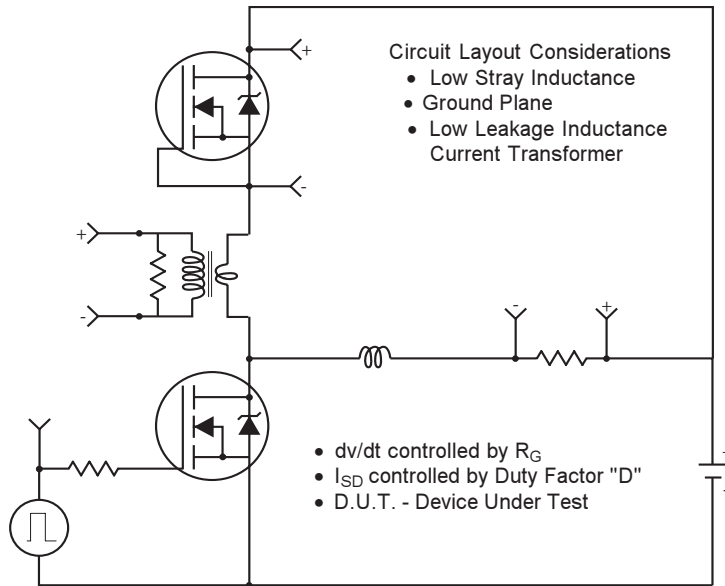 +
Circuit Layout Considerations
• Low Stray Inductance
• Ground Plane
• Low Leakage Inductance
Current Transformer
-
+
-
-
+
• dv/dt controlled by R_G
• I_SD controlled by Duty Factor "D"
• D.U.T. - Device Under Test